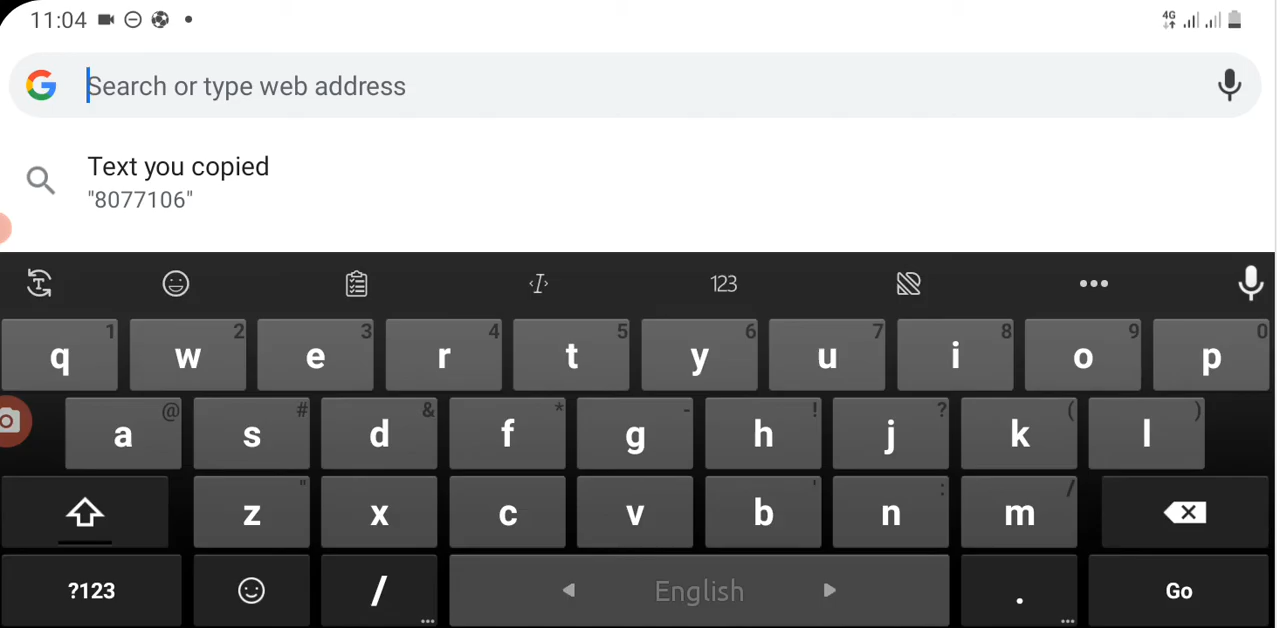 11:04 4G
Search or type web address
Text you copied
"8077106"
T I 123 •••
q 1 w 2 e 3 r 4 t 5 y 6 u 7 i 8 o 9 p 0
a @ s # d & f * g - h ! j ? k ( l )
z " x c v b ' n : m /
?123 / ... English . ... Go